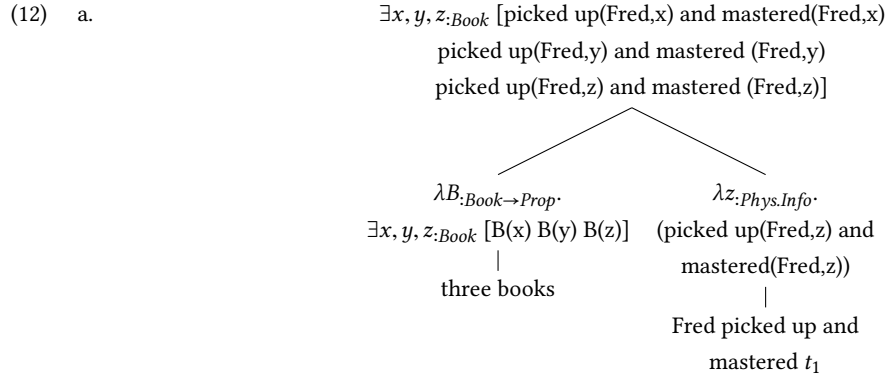 (12) a. ∃x, y, z:Book [picked up(Fred,x) and mastered(Fred,x)
picked up(Fred,y) and mastered (Fred,y)
picked up(Fred,z) and mastered (Fred,z)]
λB:Book→Prop. λz:Phys.Info.
∃x, y, z:Book [B(x) B(y) B(z)] (picked up(Fred,z) and
mastered(Fred,z))
three books
Fred picked up and
mastered t1